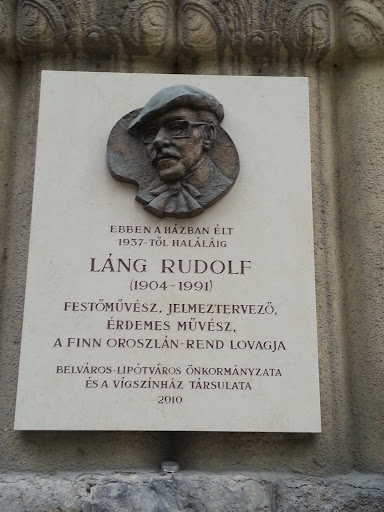 EBBEN A HÁZBAN ÉLT
1937-TŐL HALÁLÁIG
LÁNG RUDOLF
(1904-1991)
FESTŐMŰVÉSZ, JELMEZTERVEZŐ,
ÉRDEMES MŰVÉSZ,
A FINN OROSZLÁN-REND LOVAGJA
BELVÁROS-LIPÓTVÁROS ÖNKORMÁNYZATA
ÉS A VÍGSZÍNHÁZ TÁRSULATA
2010